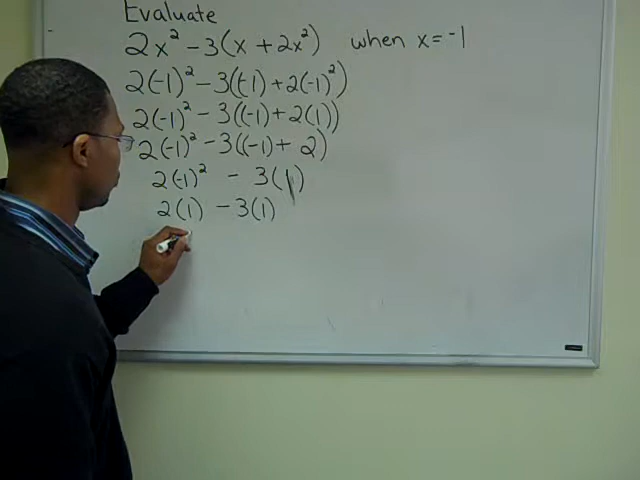 Evaluate
2x² - 3(x + 2x²) when x = -1
2(-1)² - 3((-1) + 2(-1)²)
2(-1)² - 3((-1) + 2(1))
2(-1)² - 3((-1) + 2)
2(-1)² - 3(1)
2(1) - 3(1)